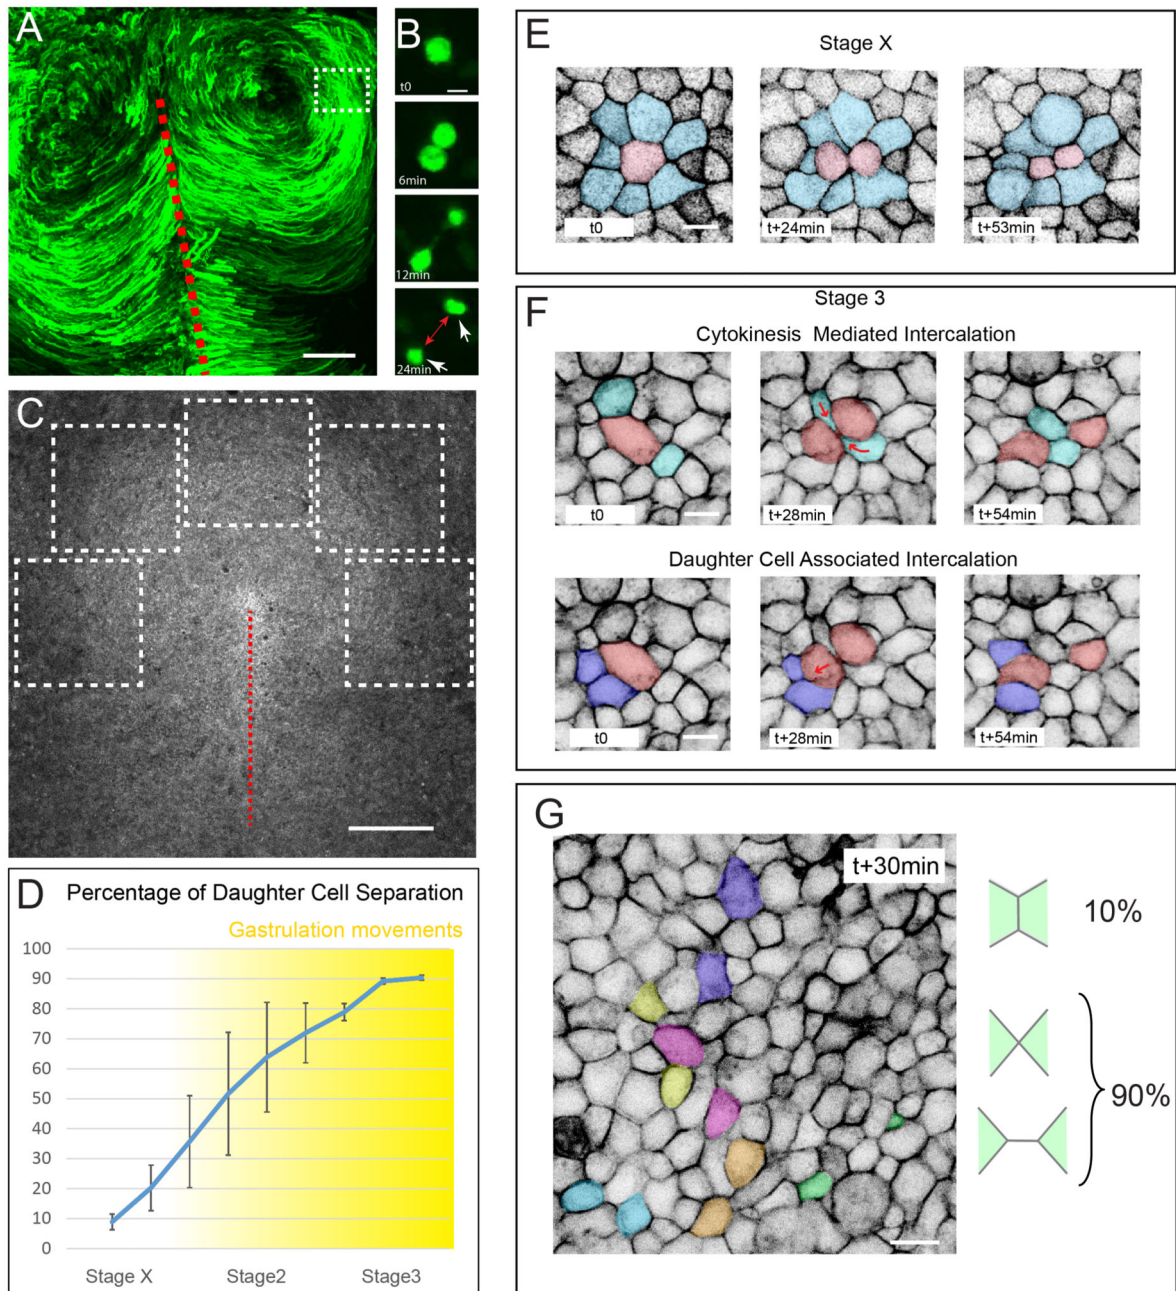 A
B
t0
6min
12min
24min
C
D
Percentage of Daughter Cell Separation
Gastrulation movements
100
90
80
70
60
50
40
30
20
10
0
Stage X
Stage2
Stage3
E
Stage X
t0
t+24min
t+53min
F
Stage 3
Cytokinesis Mediated Intercalation
t0
t+28min
t+54min
Daughter Cell Associated Intercalation
t0
t+28min
t+54min
G
t+30min
10%
90%